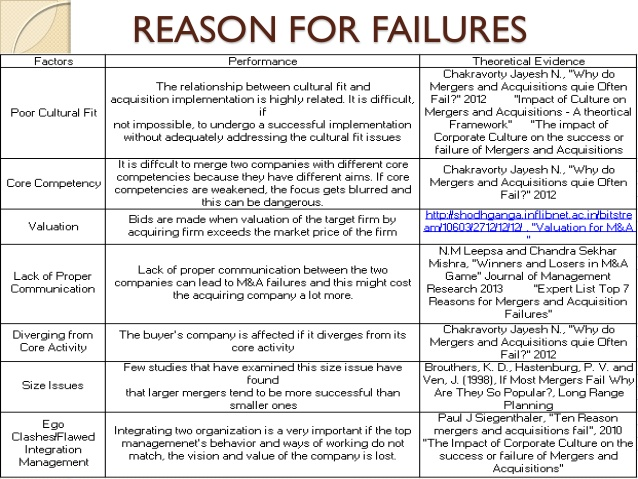 REASON FOR FAILURES
Factors
Performance
Theoretical Evidence
Poor Cultural Fit
The relationship between cultural fit and
acquisition implementation is highly related. It is difficult,
if
not impossible, to undergo a successful implementation
without adequately addressing the cultural fit issues
Chakravorty Jayesh N., "Why do
Mergers and Acquisitions quie Often
Fail?" 2012 "Impact of Culture on
Mergers and Acquisitions - A theortical
Framework" "The impact of
Corporate Culture on the success or
failure of Mergers and Acquisitions
Core Competency
It is diffcult to merge two companies with different core
competencies because they have different aims. If core
competencies are weakened, the focus gets blurred and
this can be dangerous.
Chakravorty Jayesh N., "Why do
Mergers and Acquisitions quie Often
Fail?" 2012
Valuation
Bids are made when valuation of the target firm by
acquiring firm exceeds the market price of the firm
http://shodhganga.inflibnet.ac.in/bitstre
am/10603/2712/12/12/ , "Valuation for M&A
"
Lack of Proper
Communication
Lack of proper communication between the two
companies can lead to M&A failures and this might cost
the acquiring company a lot more.
N.M Leepsa and Chandra Sekhar
Mishra, "Winners and Losers in M&A
Game" Journal of Management
Research 2013 "Expert List Top 7
Reasons for Mergers and Acquisition
Failures"
Diverging from
Core Activity
The buyer's company is affected if it diverges from its
core activity
Chakravorty Jayesh N., "Why do
Mergers and Acquisitions quie Often
Fail?" 2012
Size Issues
Few studies that have examined this size issue have
found
that larger mergers tend to be more successful than
smaller ones
Brouthers, K. D., Hastenburg, P. V. and
Ven, J. (1998), If Most Mergers Fail Why
Are They So Popular?, Long Range
Planning
Ego
Clashes/Flawed
Integration
Management
Integrating two organization is a very important if the top
managemenet's behavior and ways of working do not
match, the vision and value of the company is lost.
Paul J Siegenthaler, "Ten Reason
mergers and acquisitions fail", 2010
"The Impact of Corporate Culture on the
success or failure of Mergers and
Acquisitions"